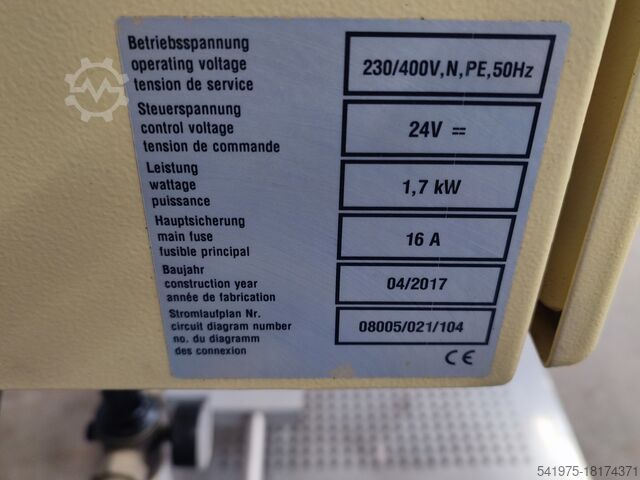 Betriebsspannung
operating voltage
tension de service
230/400V,N,PE,50Hz
Steuerspannung
control voltage
tension de commande
24V ⎓
Leistung
wattage
puissance
1,7 kW
Hauptsicherung
main fuse
fusible principal
16 A
Baujahr
construction year
année de fabrication
04/2017
Stromlaufplan Nr.
circuit diagram number
no. du diagramm
des connexion
08005/021/104
CE
541975-18174371